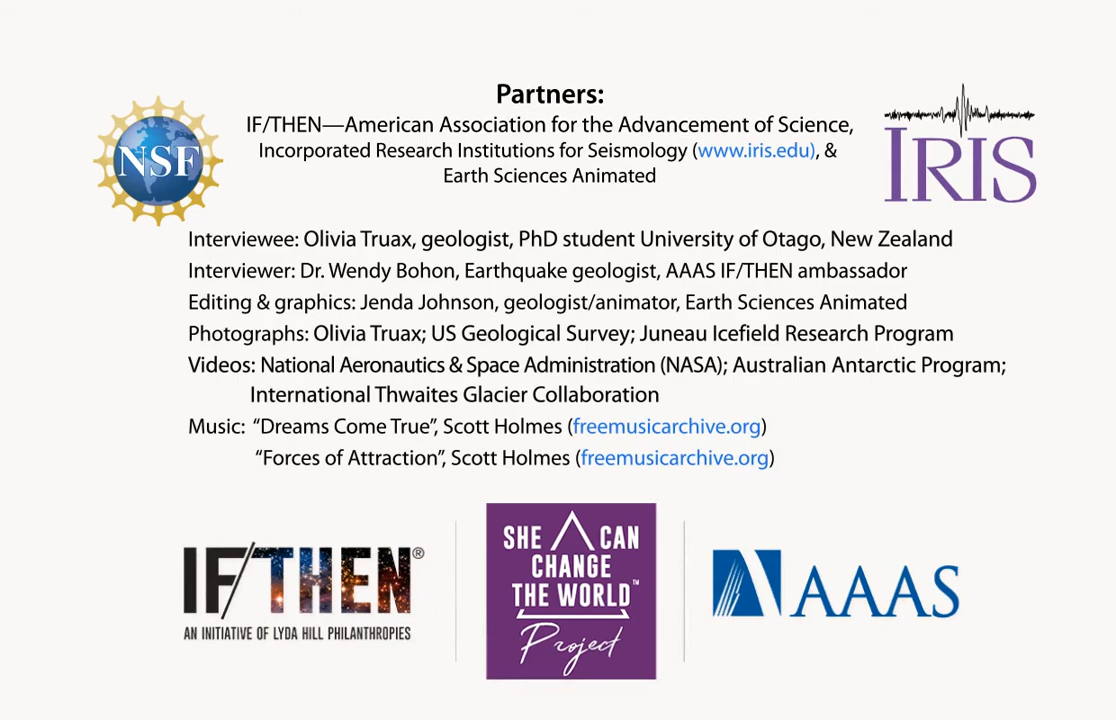 Partners:
IF/THEN—American Association for the Advancement of Science,
Incorporated Research Institutions for Seismology (www.iris.edu), &
Earth Sciences Animated
NSF
IRIS
Interviewee: Olivia Truax, geologist, PhD student University of Otago, New Zealand
Interviewer: Dr. Wendy Bohon, Earthquake geologist, AAAS IF/THEN ambassador
Editing & graphics: Jenda Johnson, geologist/animator, Earth Sciences Animated
Photographs: Olivia Truax; US Geological Survey; Juneau Icefield Research Program
Videos: National Aeronautics & Space Administration (NASA); Australian Antarctic Program;
International Thwaites Glacier Collaboration
Music: “Dreams Come True”, Scott Holmes (freemusicarchive.org)
“Forces of Attraction”, Scott Holmes (freemusicarchive.org)
IF/THEN®
AN INITIATIVE OF LYDA HILL PHILANTHROPIES
SHE CAN
CHANGE
THE WORLD™
Project
AAAS